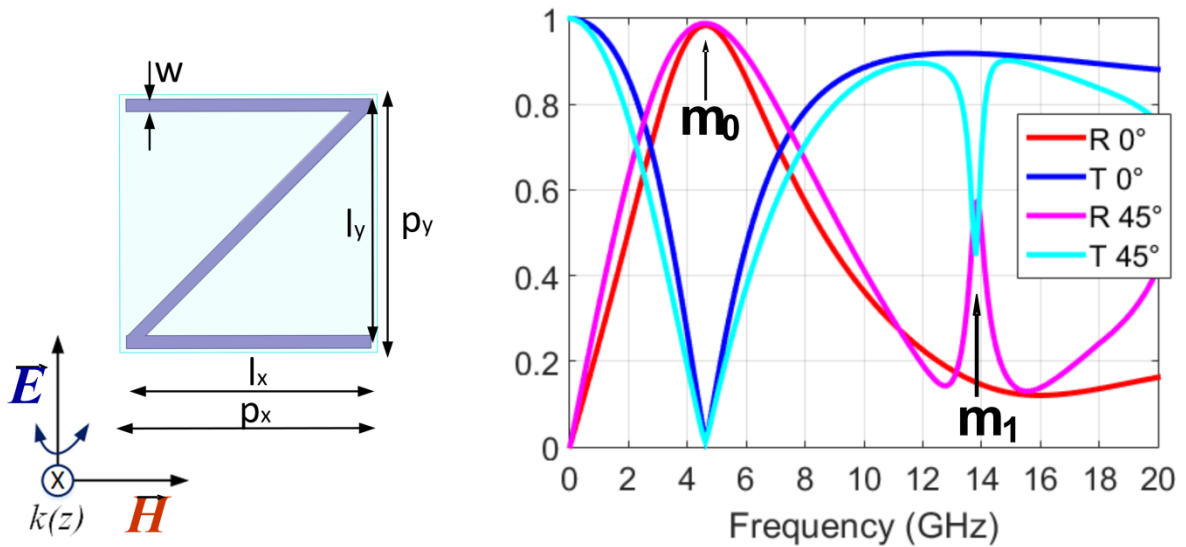 w
l_y
p_y
l_x
p_x
E
H
X
k(z)
1
0.8
0.6
0.4
0.2
0
0 2 4 6 8 10 12 14 16 18 20
Frequency (GHz)
m_0
m_1
R 0°
T 0°
R 45°
T 45°